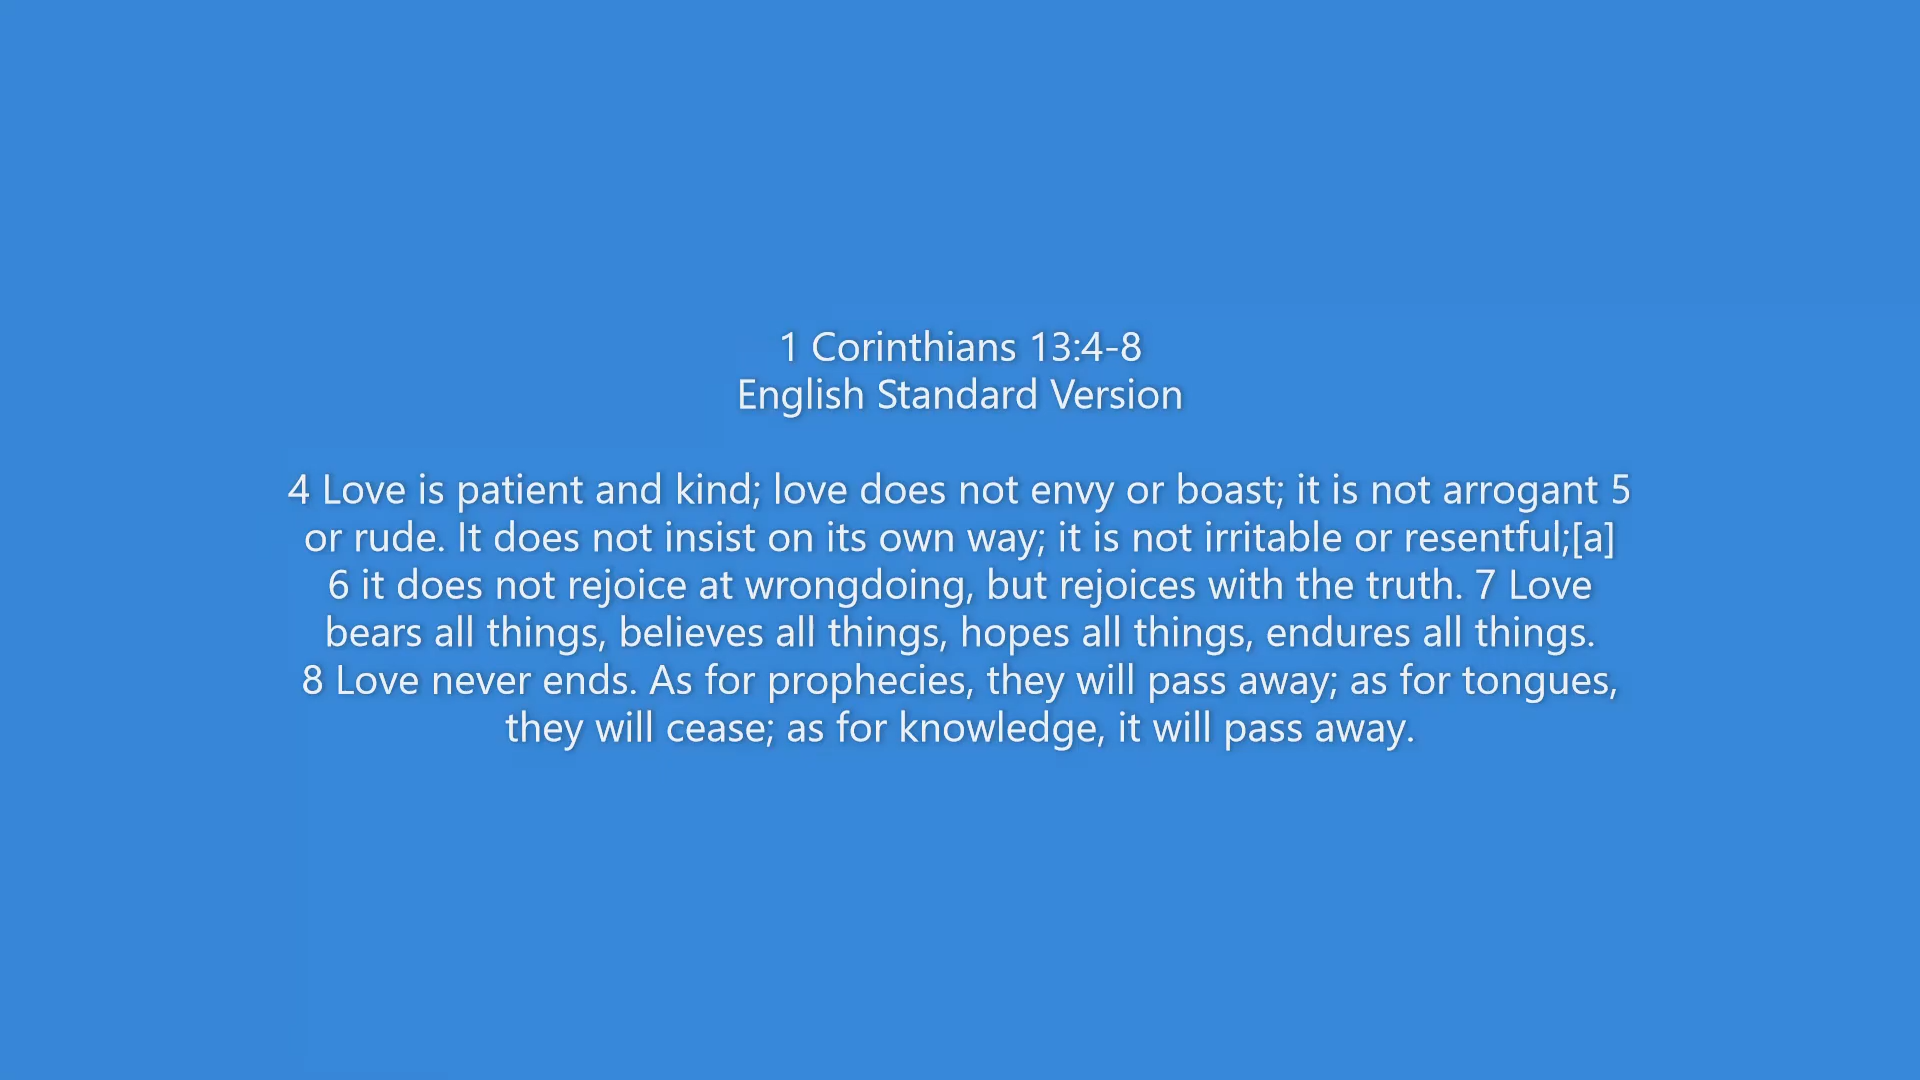 1 Corinthians 13:4-8
English Standard Version
4 Love is patient and kind; love does not envy or boast; it is not arrogant 5
or rude. It does not insist on its own way; it is not irritable or resentful;[a]
6 it does not rejoice at wrongdoing, but rejoices with the truth. 7 Love
bears all things, believes all things, hopes all things, endures all things.
8 Love never ends. As for prophecies, they will pass away; as for tongues,
they will cease; as for knowledge, it will pass away.